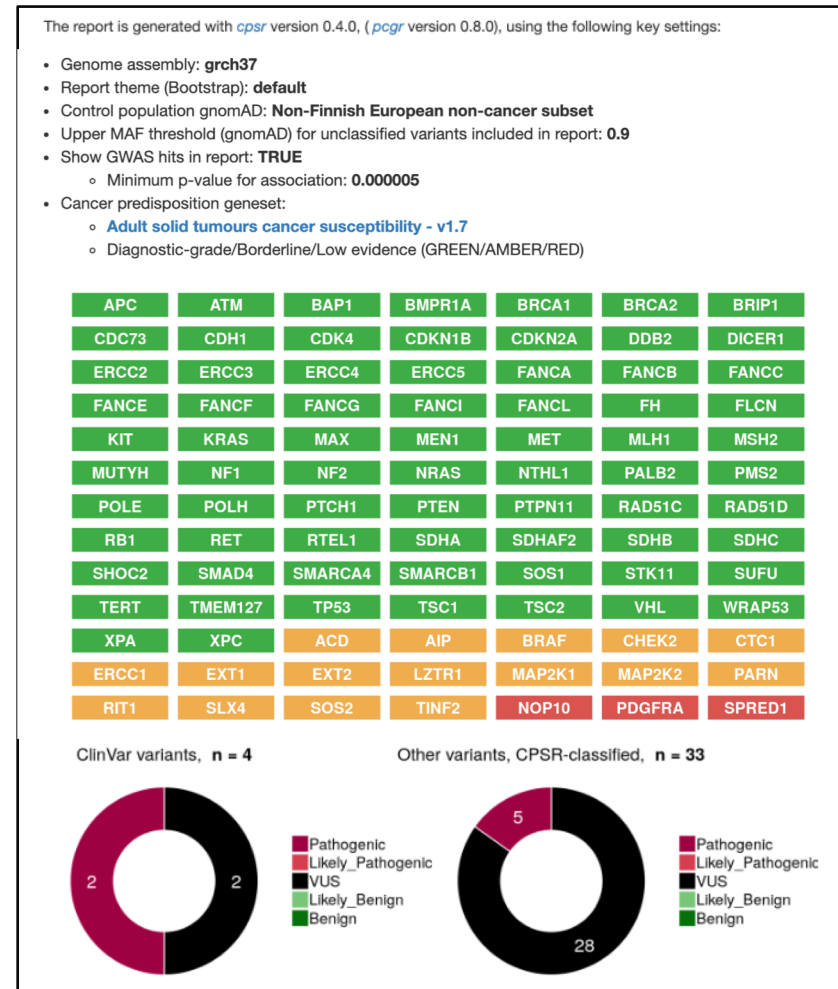 The report is generated with cpsr version 0.4.0, ( pcgr version 0.8.0), using the following key settings:
• Genome assembly: grch37
• Report theme (Bootstrap): default
• Control population gnomAD: Non-Finnish European non-cancer subset
• Upper MAF threshold (gnomAD) for unclassified variants included in report: 0.9
• Show GWAS hits in report: TRUE
◦ Minimum p-value for association: 0.000005
• Cancer predisposition geneset:
◦ Adult solid tumours cancer susceptibility - v1.7
◦ Diagnostic-grade/Borderline/Low evidence (GREEN/AMBER/RED)
APC ATM BAP1 BMPR1A BRCA1 BRCA2 BRIP1
CDC73 CDH1 CDK4 CDKN1B CDKN2A DDB2 DICER1
ERCC2 ERCC3 ERCC4 ERCC5 FANCA FANCB FANCC
FANCE FANCF FANCG FANCI FANCL FH FLCN
KIT KRAS MAX MEN1 MET MLH1 MSH2
MUTYH NF1 NF2 NRAS NTHL1 PALB2 PMS2
POLE POLH PTCH1 PTEN PTPN11 RAD51C RAD51D
RB1 RET RTEL1 SDHA SDHAF2 SDHB SDHC
SHOC2 SMAD4 SMARCA4 SMARCB1 SOS1 STK11 SUFU
TERT TMEM127 TP53 TSC1 TSC2 VHL WRAP53
XPA XPC ACD AIP BRAF CHEK2 CTC1
ERCC1 EXT1 EXT2 LZTR1 MAP2K1 MAP2K2 PARN
RIT1 SLX4 SOS2 TINF2 NOP10 PDGFRA SPRED1
ClinVar variants, n = 4
2
2
Pathogenic
Likely_Pathogenic
VUS
Likely_Benign
Benign
Other variants, CPSR-classified, n = 33
5
28
Pathogenic
Likely_Pathogenic
VUS
Likely_Benign
Benign